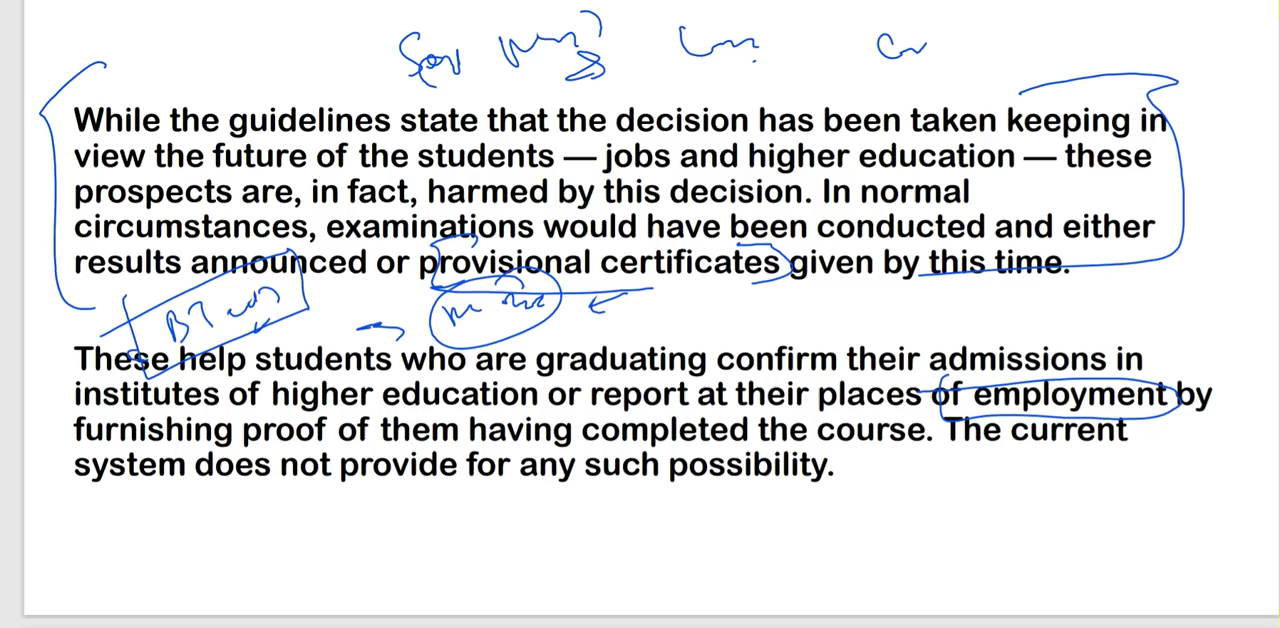 While the guidelines state that the decision has been taken keeping in
view the future of the students — jobs and higher education — these
prospects are, in fact, harmed by this decision. In normal
circumstances, examinations would have been conducted and either
results announced or provisional certificates given by this time.
These help students who are graduating confirm their admissions in
institutes of higher education or report at their places of employment by
furnishing proof of them having completed the course. The current
system does not provide for any such possibility.